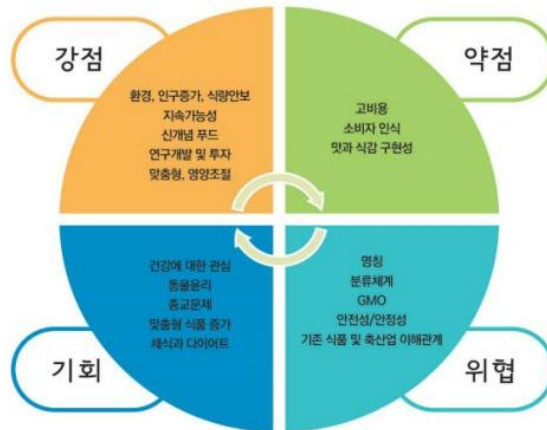 강점
환경, 인구증가, 식량안보
지속가능성
신개념 푸드
연구개발 및 투자
맞춤형, 영양조절
약점
고비용
소비자 인식
맛과 식감 구현성
기회
건강에 대한 관심
동물윤리
종교문제
맞춤형 식품 증가
채식과 다이어트
위협
명칭
분류체계
GMO
안전성/안정성
기존 식품 및 축산업 이해관계